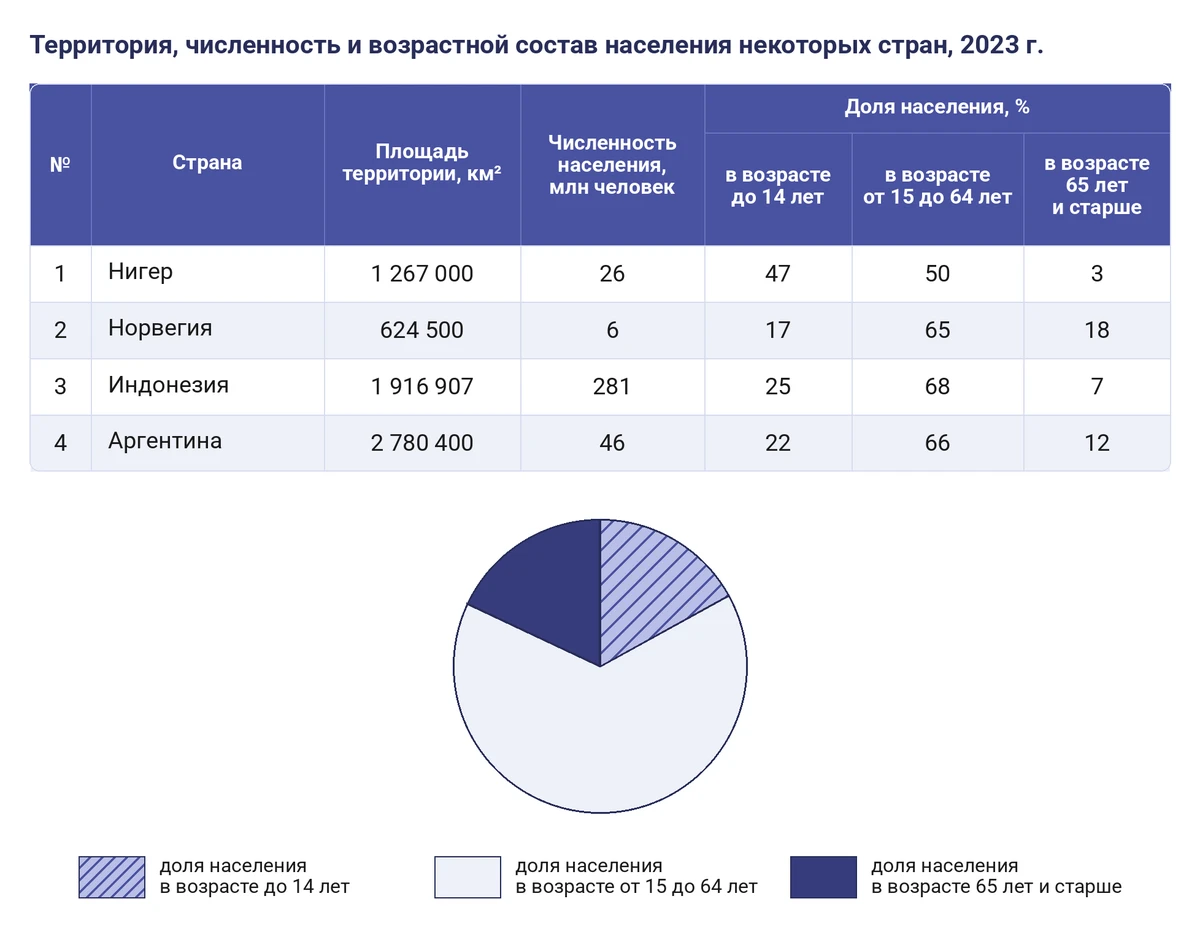 Территория, численность и возрастной состав населения некоторых стран, 2023 г.
№
Страна
Площадь
территории, км²
Численность
населения,
млн человек
Доля населения, %
в возрасте
до 14 лет
в возрасте
от 15 до 64 лет
в возрасте
65 лет
и старше
1 Нигер 1 267 000 26 47 50 3
2 Норвегия 624 500 6 17 65 18
3 Индонезия 1 916 907 281 25 68 7
4 Аргентина 2 780 400 46 22 66 12
доля населения
в возрасте до 14 лет
доля населения
в возрасте от 15 до 64 лет
доля населения
в возрасте 65 лет и старше